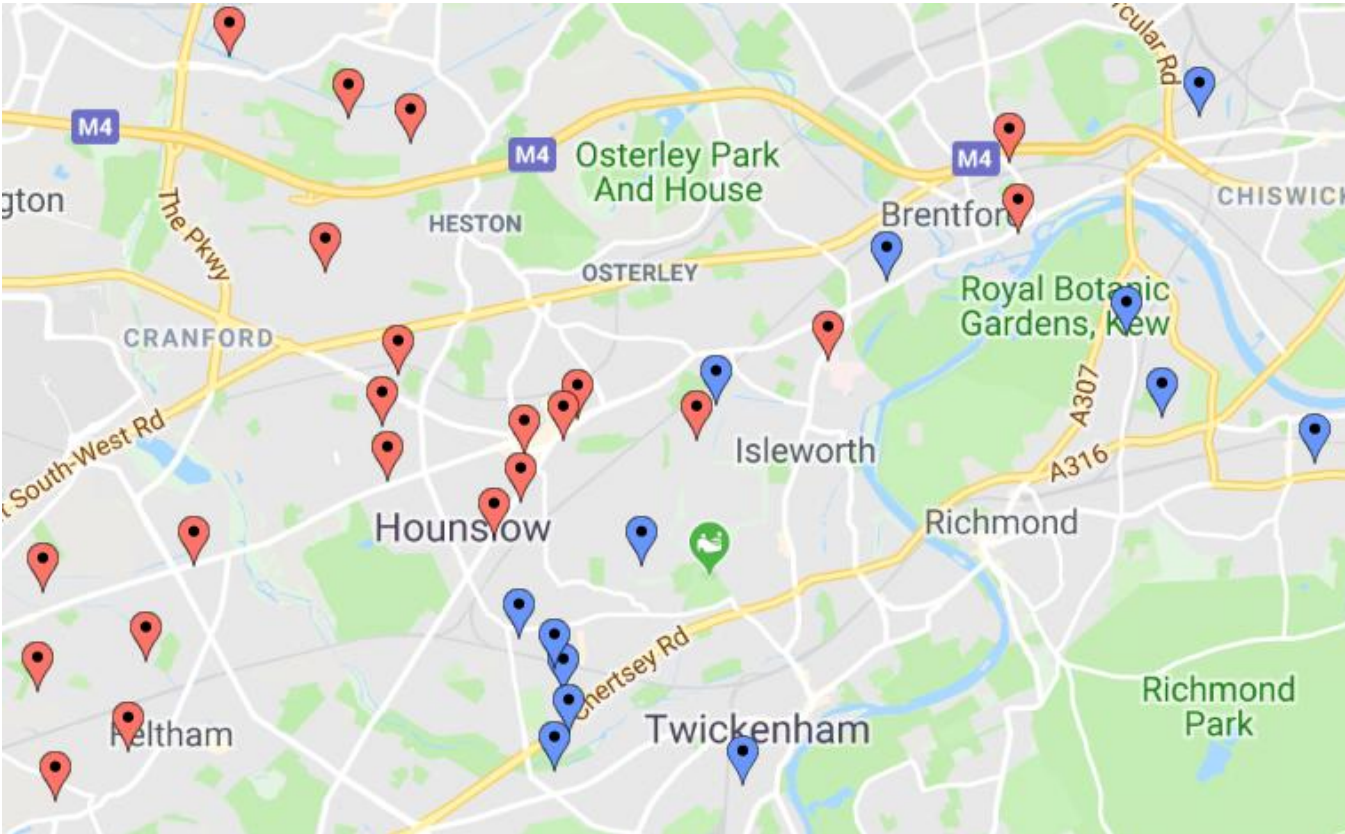 rcular Rd
M4
M4
Osterley Park
And House
M4
CHISWICK
gton
The Pkwy
HESTON
Brentford
OSTERLEY
Royal Botanic
Gardens, Kew
CRANFORD
A307
t South-West Rd
Isleworth
A316
Hounslow
Richmond
Chertsey Rd
Richmond
Park
Feltham
Twickenham